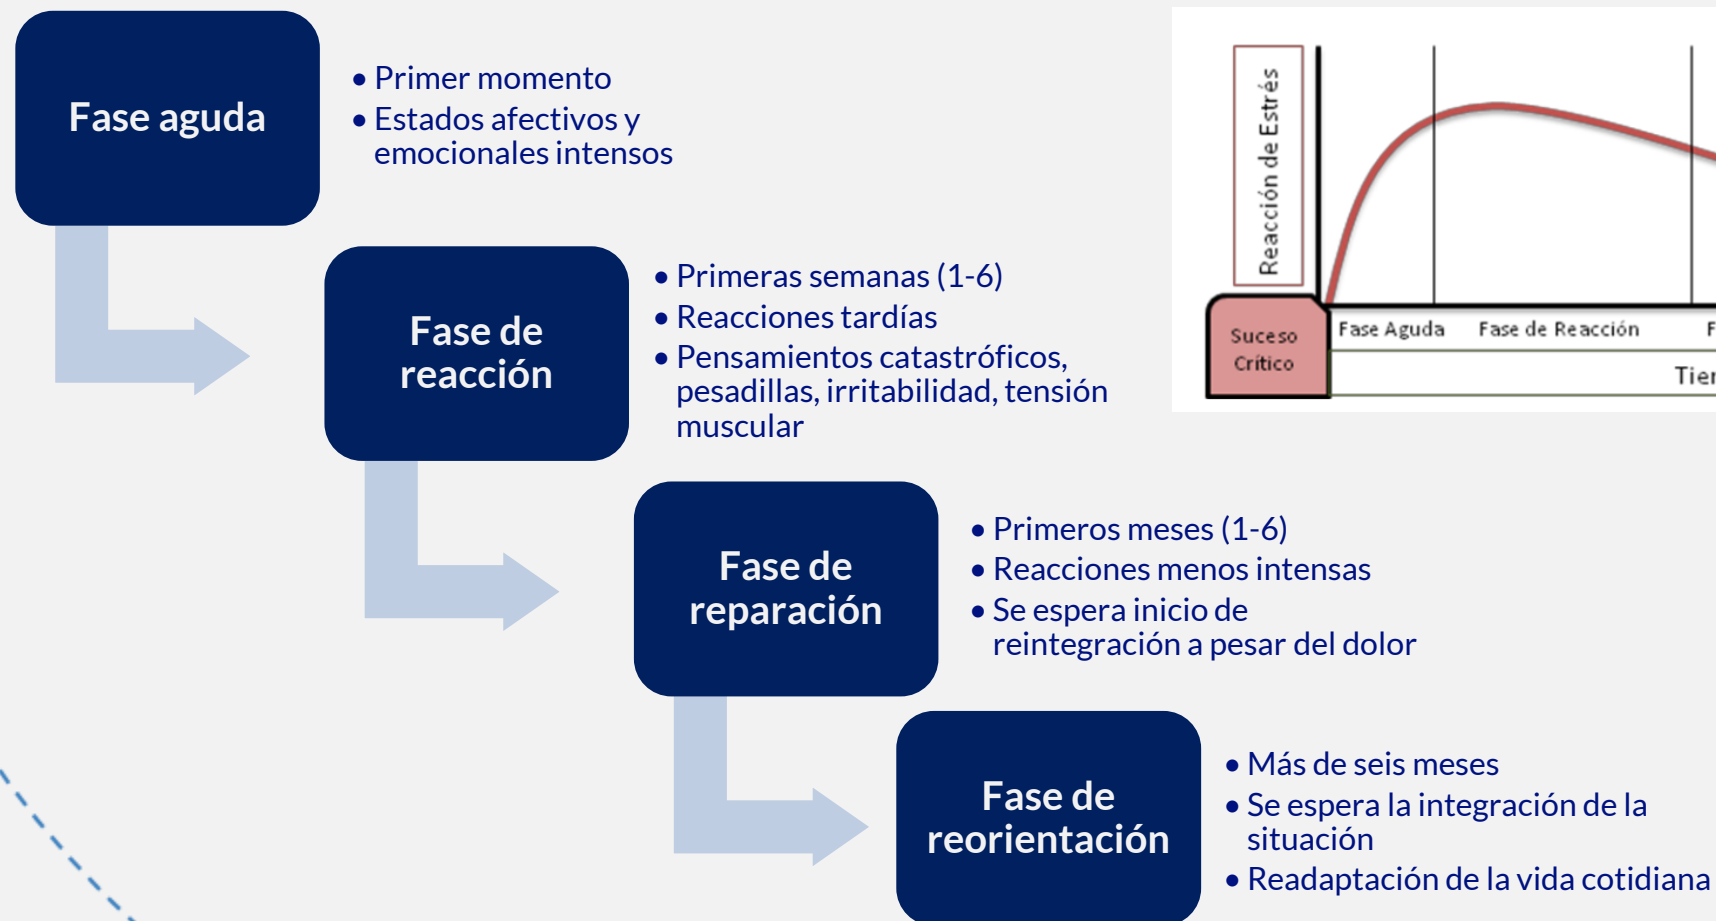 Fase aguda
• Primer momento
• Estados afectivos y
emocionales intensos
Fase de
reacción
• Primeras semanas (1-6)
• Reacciones tardías
• Pensamientos catastróficos,
pesadillas, irritabilidad, tensión
muscular
Fase de
reparación
• Primeros meses (1-6)
• Reacciones menos intensas
• Se espera inicio de
reintegración a pesar del dolor
Fase de
reorientación
• Más de seis meses
• Se espera la integración de la
situación
• Readaptación de la vida cotidiana
Reacción de Estrés
Suceso
Crítico
Fase Aguda
Fase de Reacción